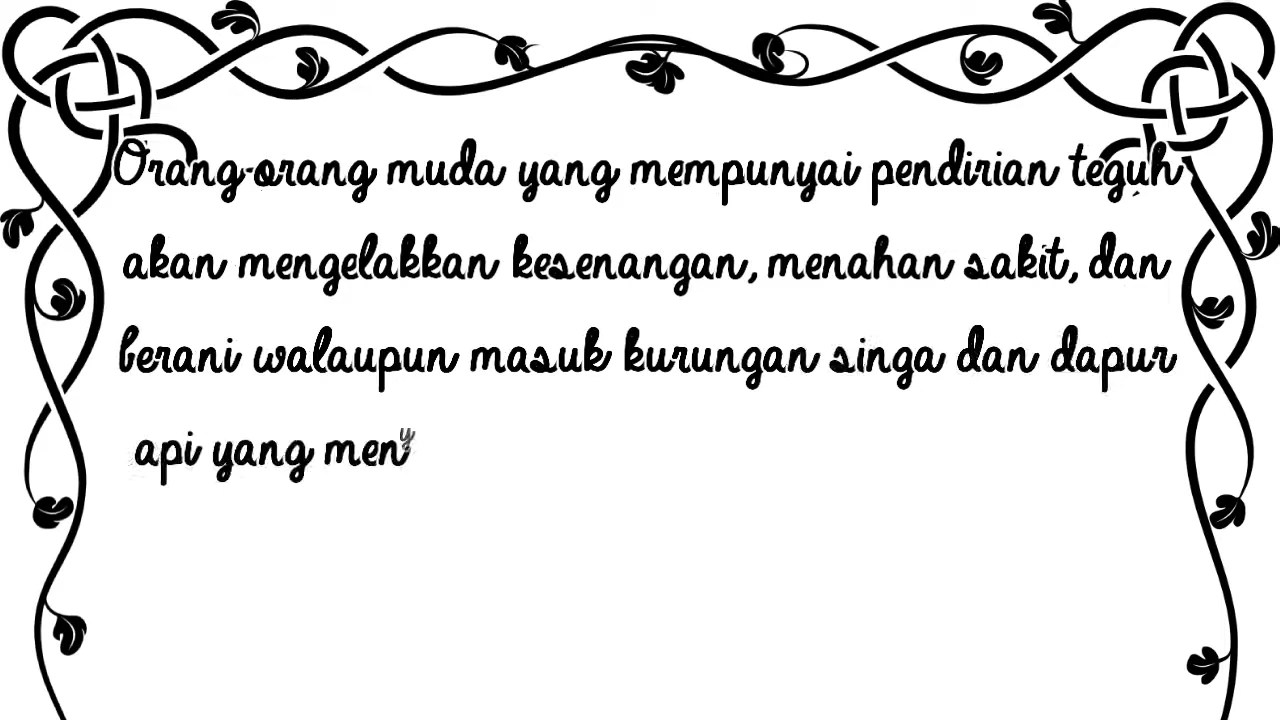 Orang-orang muda yang mempunyai pendirian teguh
akan mengelakkan kesenangan, menahan sakit, dan
berani walaupun masuk kurungan singa dan dapur
api yang meny